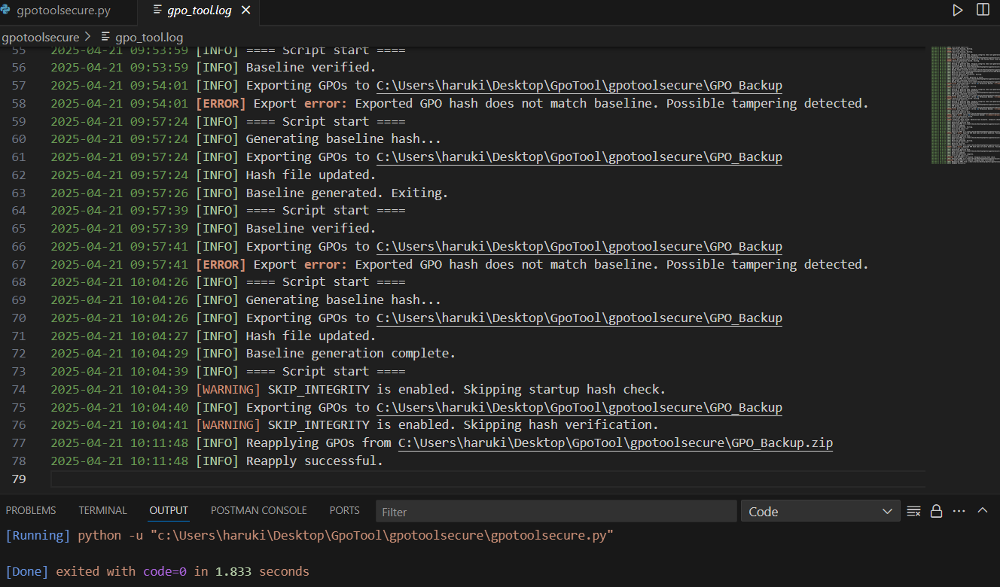 gpotoolsecure.py
gpo_tool.log
gpotoolsecure > gpo_tool.log
55 2025-04-21 09:53:59 [INFO] ==== Script start ====
56 2025-04-21 09:53:59 [INFO] Baseline verified.
57 2025-04-21 09:54:01 [INFO] Exporting GPOs to C:\Users\haruki\Desktop\GpoTool\gpotoolsecure\GPO_Backup
58 2025-04-21 09:54:01 [ERROR] Export error: Exported GPO hash does not match baseline. Possible tampering detected.
59 2025-04-21 09:57:24 [INFO] ==== Script start ====
60 2025-04-21 09:57:24 [INFO] Generating baseline hash...
61 2025-04-21 09:57:24 [INFO] Exporting GPOs to C:\Users\haruki\Desktop\GpoTool\gpotoolsecure\GPO_Backup
62 2025-04-21 09:57:24 [INFO] Hash file updated.
63 2025-04-21 09:57:26 [INFO] Baseline generated. Exiting.
64 2025-04-21 09:57:39 [INFO] ==== Script start ====
65 2025-04-21 09:57:39 [INFO] Baseline verified.
66 2025-04-21 09:57:41 [INFO] Exporting GPOs to C:\Users\haruki\Desktop\GpoTool\gpotoolsecure\GPO_Backup
67 2025-04-21 09:57:41 [ERROR] Export error: Exported GPO hash does not match baseline. Possible tampering detected.
68 2025-04-21 10:04:26 [INFO] ==== Script start ====
69 2025-04-21 10:04:26 [INFO] Generating baseline hash...
70 2025-04-21 10:04:26 [INFO] Exporting GPOs to C:\Users\haruki\Desktop\GpoTool\gpotoolsecure\GPO_Backup
71 2025-04-21 10:04:27 [INFO] Hash file updated.
72 2025-04-21 10:04:29 [INFO] Baseline generation complete.
73 2025-04-21 10:04:39 [INFO] ==== Script start ====
74 2025-04-21 10:04:39 [WARNING] SKIP_INTEGRITY is enabled. Skipping startup hash check.
75 2025-04-21 10:04:40 [INFO] Exporting GPOs to C:\Users\haruki\Desktop\GpoTool\gpotoolsecure\GPO_Backup
76 2025-04-21 10:04:41 [WARNING] SKIP_INTEGRITY is enabled. Skipping hash verification.
77 2025-04-21 10:11:48 [INFO] Reapplying GPOs from C:\Users\haruki\Desktop\GpoTool\gpotoolsecure\GPO_Backup.zip
78 2025-04-21 10:11:48 [INFO] Reapply successful.
79
PROBLEMS TERMINAL OUTPUT POSTMAN CONSOLE PORTS Filter Code
[Running] python -u "c:\Users\haruki\Desktop\GpoTool\gpotoolsecure\gpotoolsecure.py"
[Done] exited with code=0 in 1.833 seconds